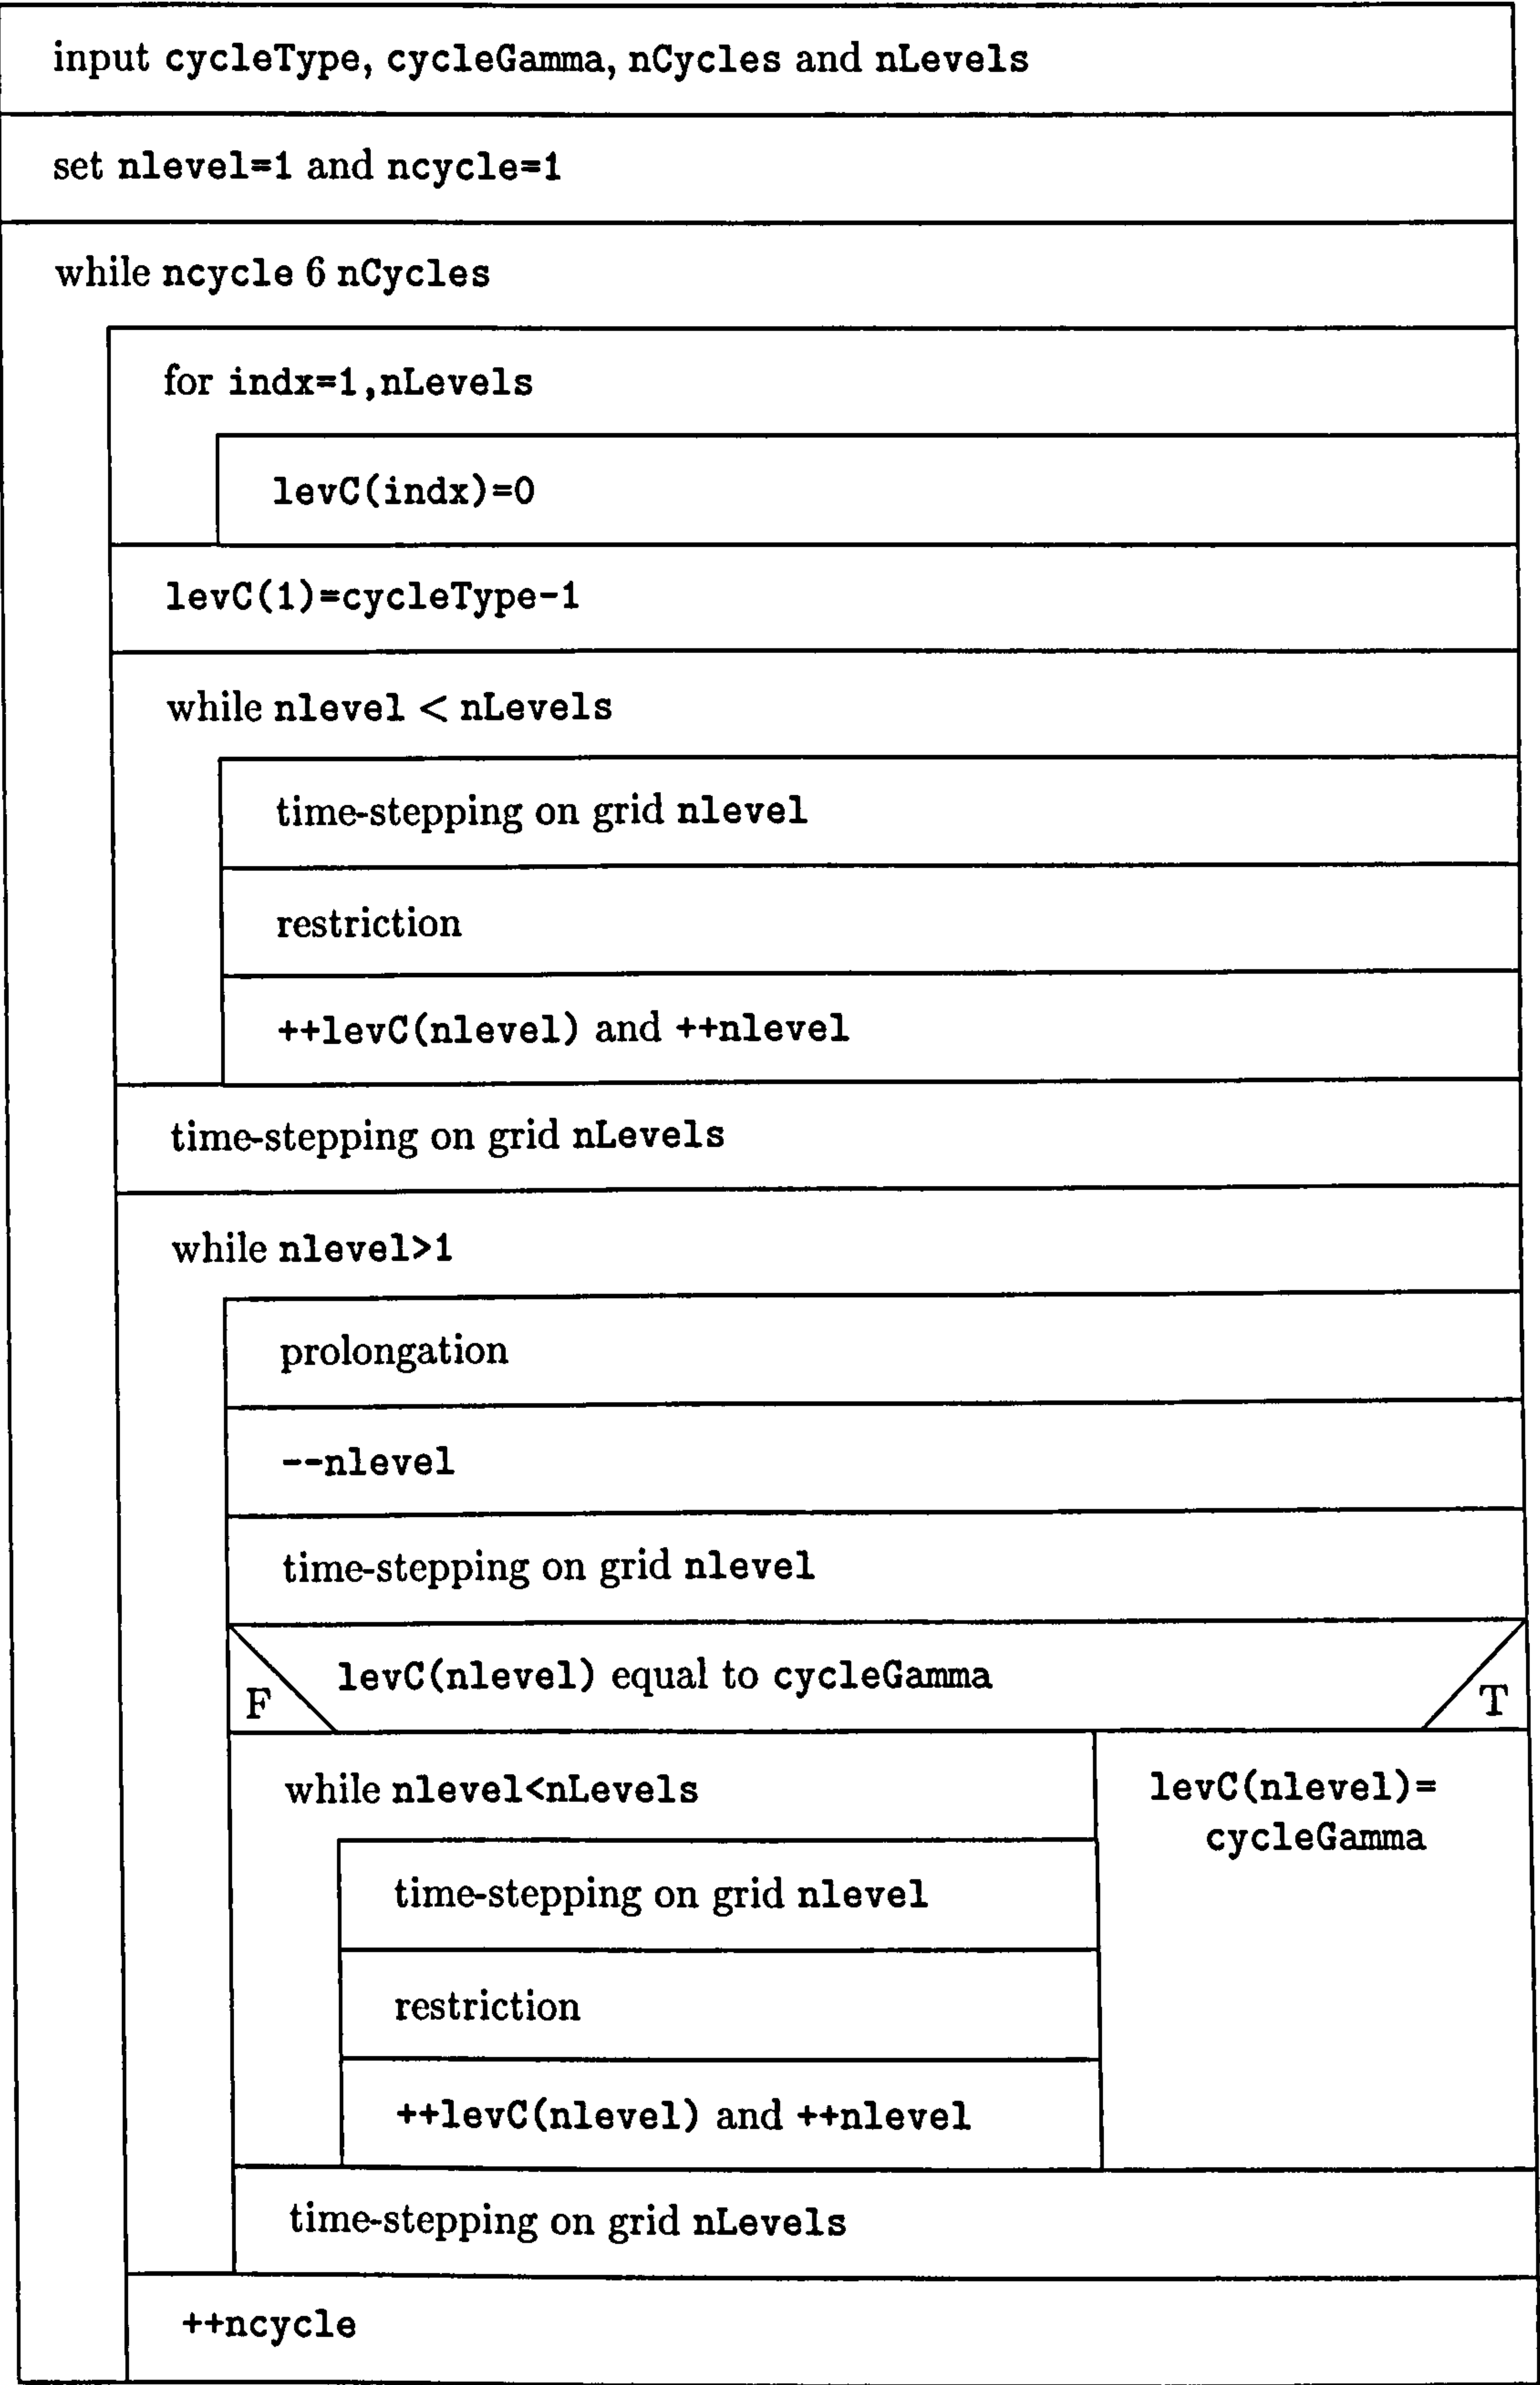 input cycleType, cycleGamma, nCycles and nLevels
set nlevel=1 and ncycle=1
while ncycle 6 nCycles
for indx=1,nLevels
levC(indx)=0
levC(1)=cycleType-1
while nlevel < nLevels
time-stepping on grid nlevel
restriction
++levC(nlevel) and ++nlevel
time-stepping on grid nLevels
while nlevel>1
prolongation
--nlevel
time-stepping on grid nlevel
levC(nlevel) equal to cycleGamma
F
T
while nlevel<nLevels
time-stepping on grid nlevel
restriction
++levC(nlevel) and ++nlevel
levC(nlevel)=
cycleGamma
time-stepping on grid nLevels
++ncycle